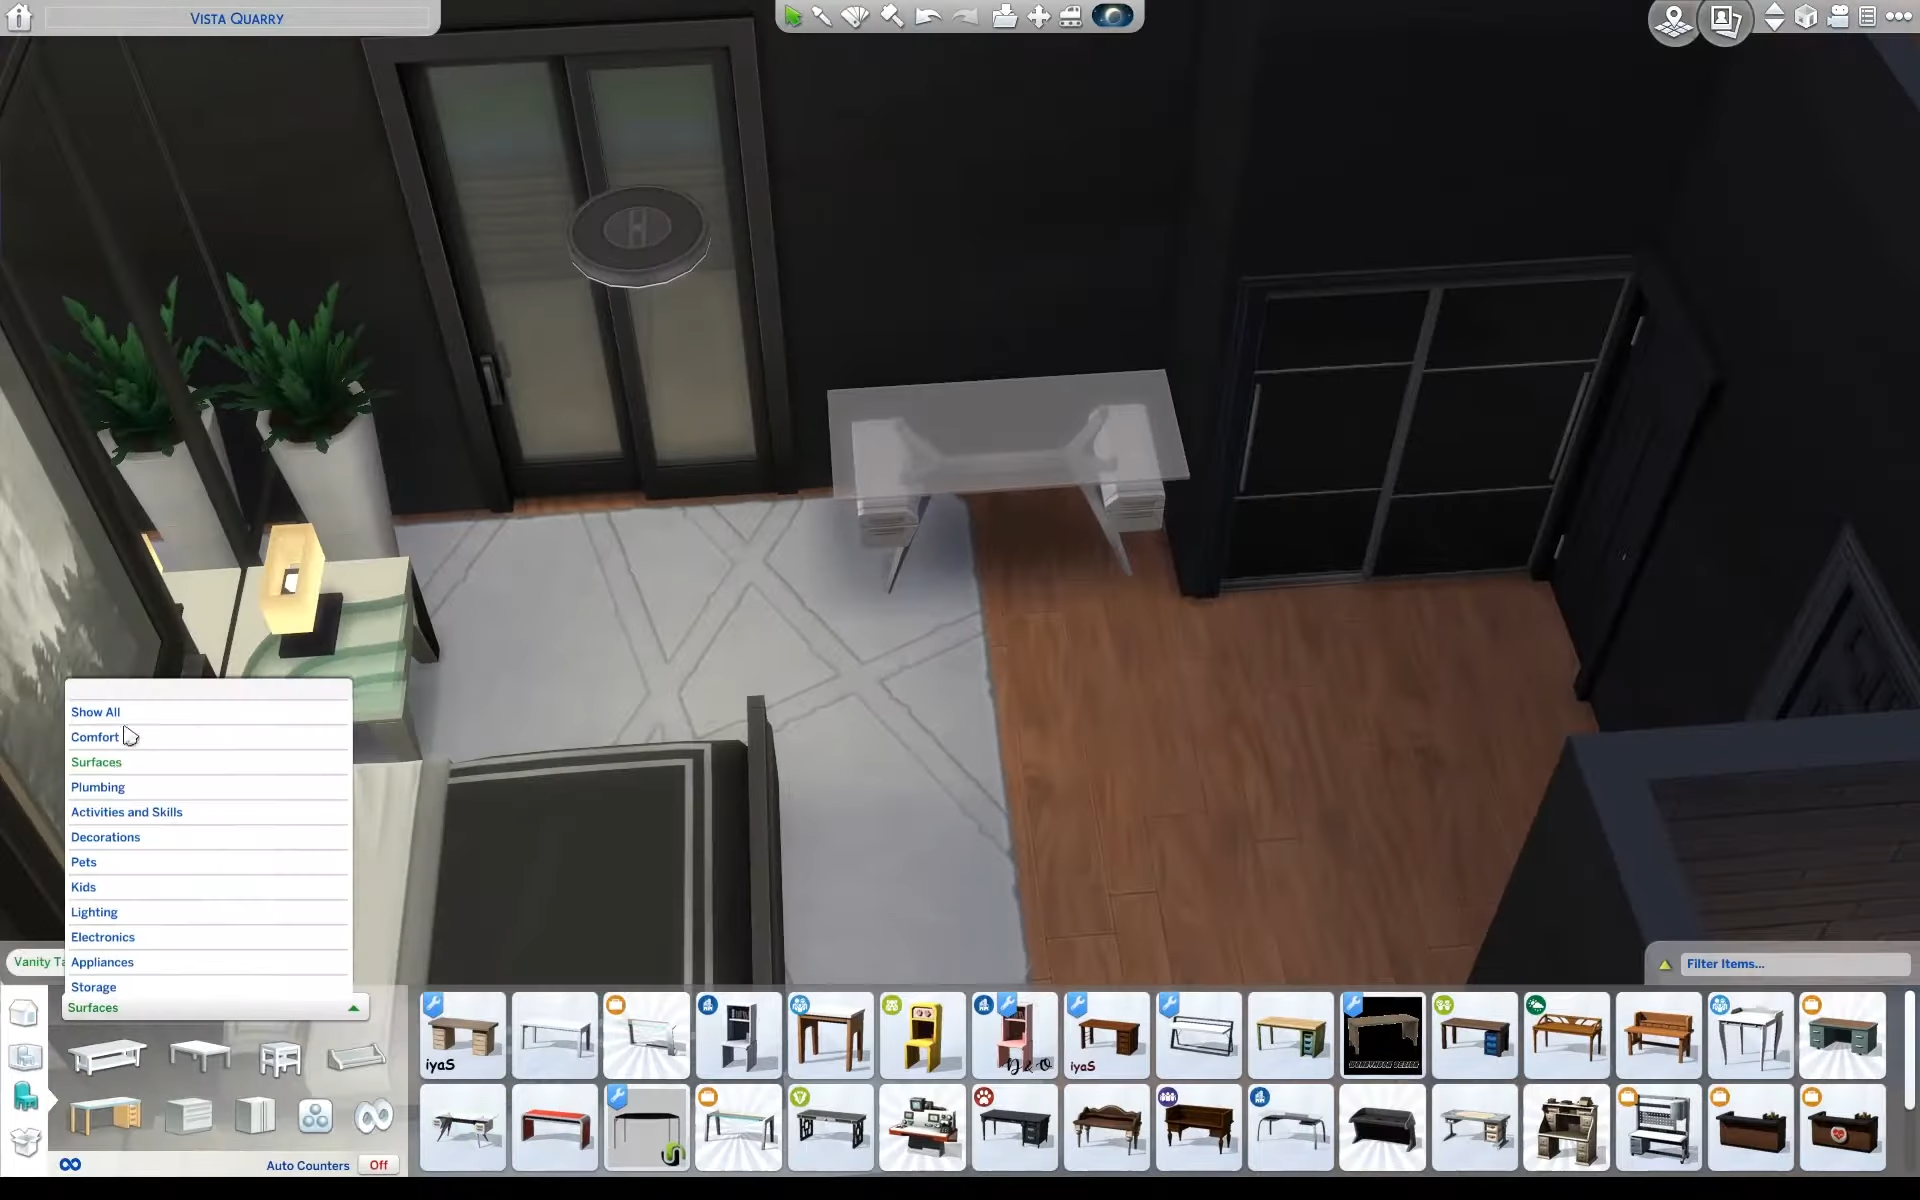 Vista Quarry
Show All
Comfort
Surfaces
Plumbing
Activities and Skills
Decorations
Pets
Kids
Lighting
Electronics
Appliances
Storage
Vanity Ta
Filter Items...
Surfaces
iyaS
D & O
iyaS
Auto Counters
Off